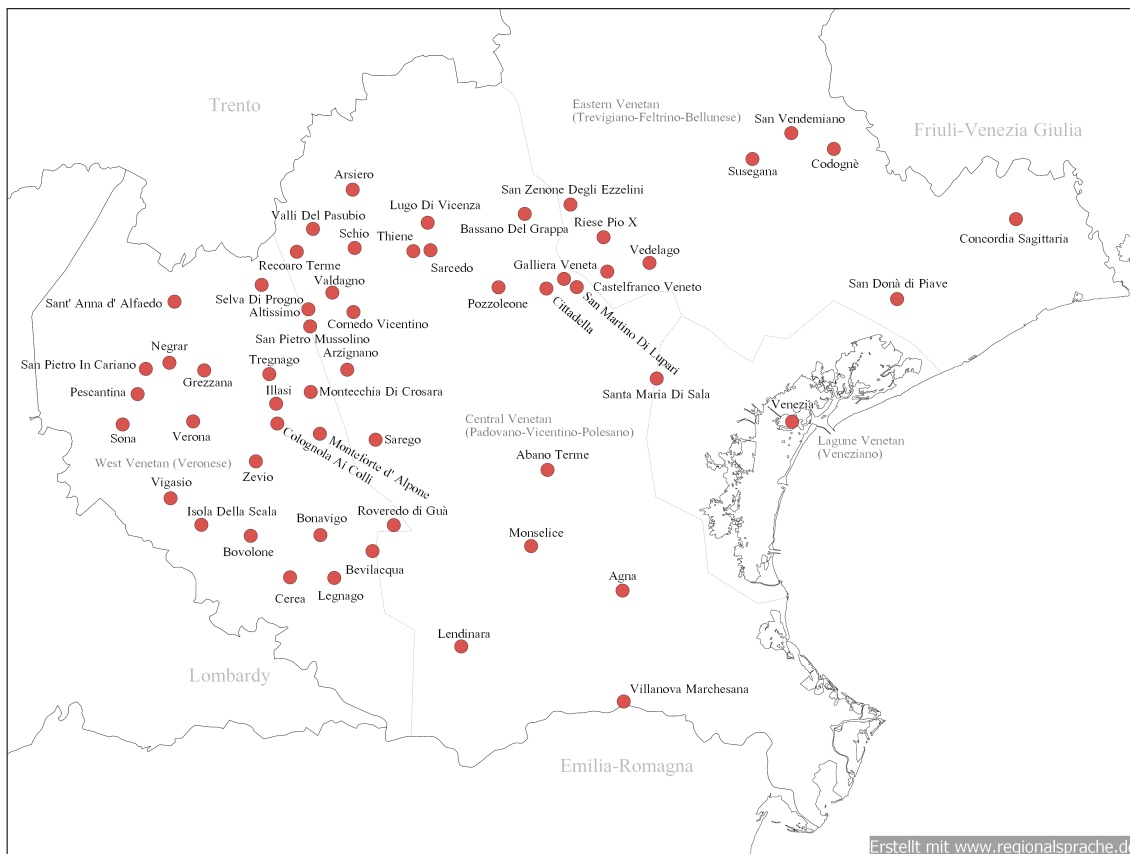 Trento
Eastern Venetan
(Trevigiano-Feltrino-Bellunese)
San Vendemiano
Friuli-Venezia Giulia
Codognè
Susegana
Arsiero
San Zenone Degli Ezzelini
Lugo Di Vicenza
Valli Del Pasubio
Bassano Del Grappa
Riese Pio X
Schio
Thiene
Concordia Sagittaria
Vedelago
Sarcedo
Recoaro Terme
Galliera Veneta
Valdagno
Castelfranco Veneto
San Donà di Piave
Pozzoleone
Sant' Anna d' Alfaedo
Selva Di Progno
Cittadella
San Martino Di Lupari
Altissimo
Cornedo Vicentino
San Pietro Mussolino
Negrar
Arzignano
Tregnago
San Pietro In Cariano
Grezzana
Pescantina
Illasi
Montecchia Di Crosara
Santa Maria Di Sala
Venezia
Central Venetan
(Padovano-Vicentino-Polesano)
Sona
Verona
Colognola Ai Colli
Monteforte d' Alpone
Sarego
Lagune Venetan
(Veneziano)
West Venetan (Veronese)
Abano Terme
Zevio
Vigasio
Isola Della Scala
Bonavigo
Roveredo di Guà
Monselice
Bovolone
Bevilacqua
Agna
Cerea
Legnago
Lendinara
Lombardy
Villanova Marchesana
Emilia-Romagna
Erstellt mit www.regionalsprache.de